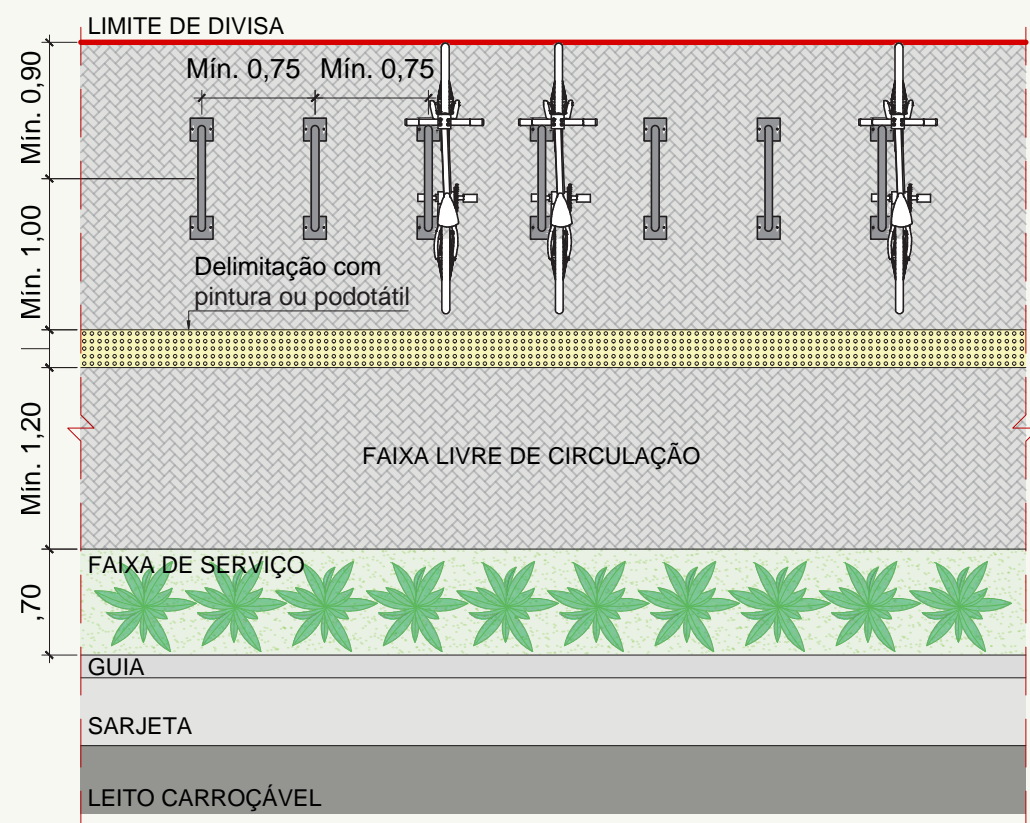 LIMITE DE DIVISA
Mín. 0,90
Mín. 0,75 Mín. 0,75
Mín. 1,00
Delimitação com
pintura ou podotátil
Mín. 1,20
FAIXA LIVRE DE CIRCULAÇÃO
FAIXA DE SERVIÇO
,70
GUIA
SARJETA
LEITO CARROÇÁVEL